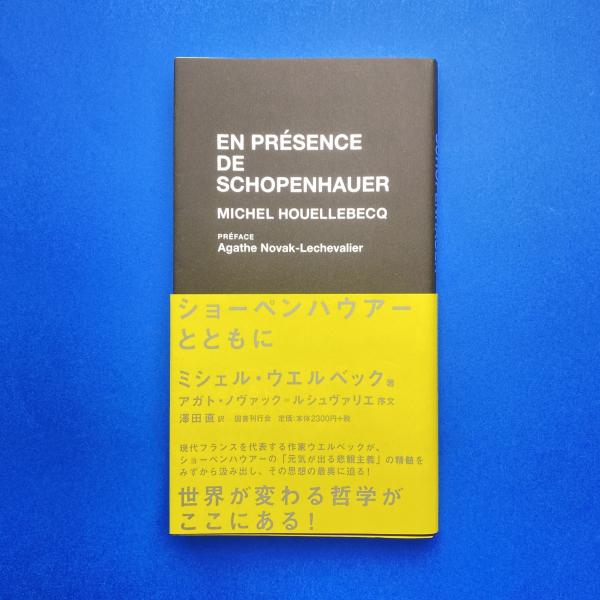 EN PRÉSENCE
DE
SCHOPENHAUER
MICHEL HOUELLEBECQ
PRÉFACE
Agathe Novak-Lechevalier
ショーペンハウアー
とともに
ミシェル・ウエルベック著
アガト・ノヴァック=ルシュヴァリエ 序文
澤田直 訳 国書刊行会 定価:本体2300円+税
現代フランスを代表する作家ウエルベックが、
ショーペンハウアーの「元気が出る悲観主義」の精髄を
みずから汲み出し、その思想の最奥に迫る!
世界が変わる哲学が
ここにある!